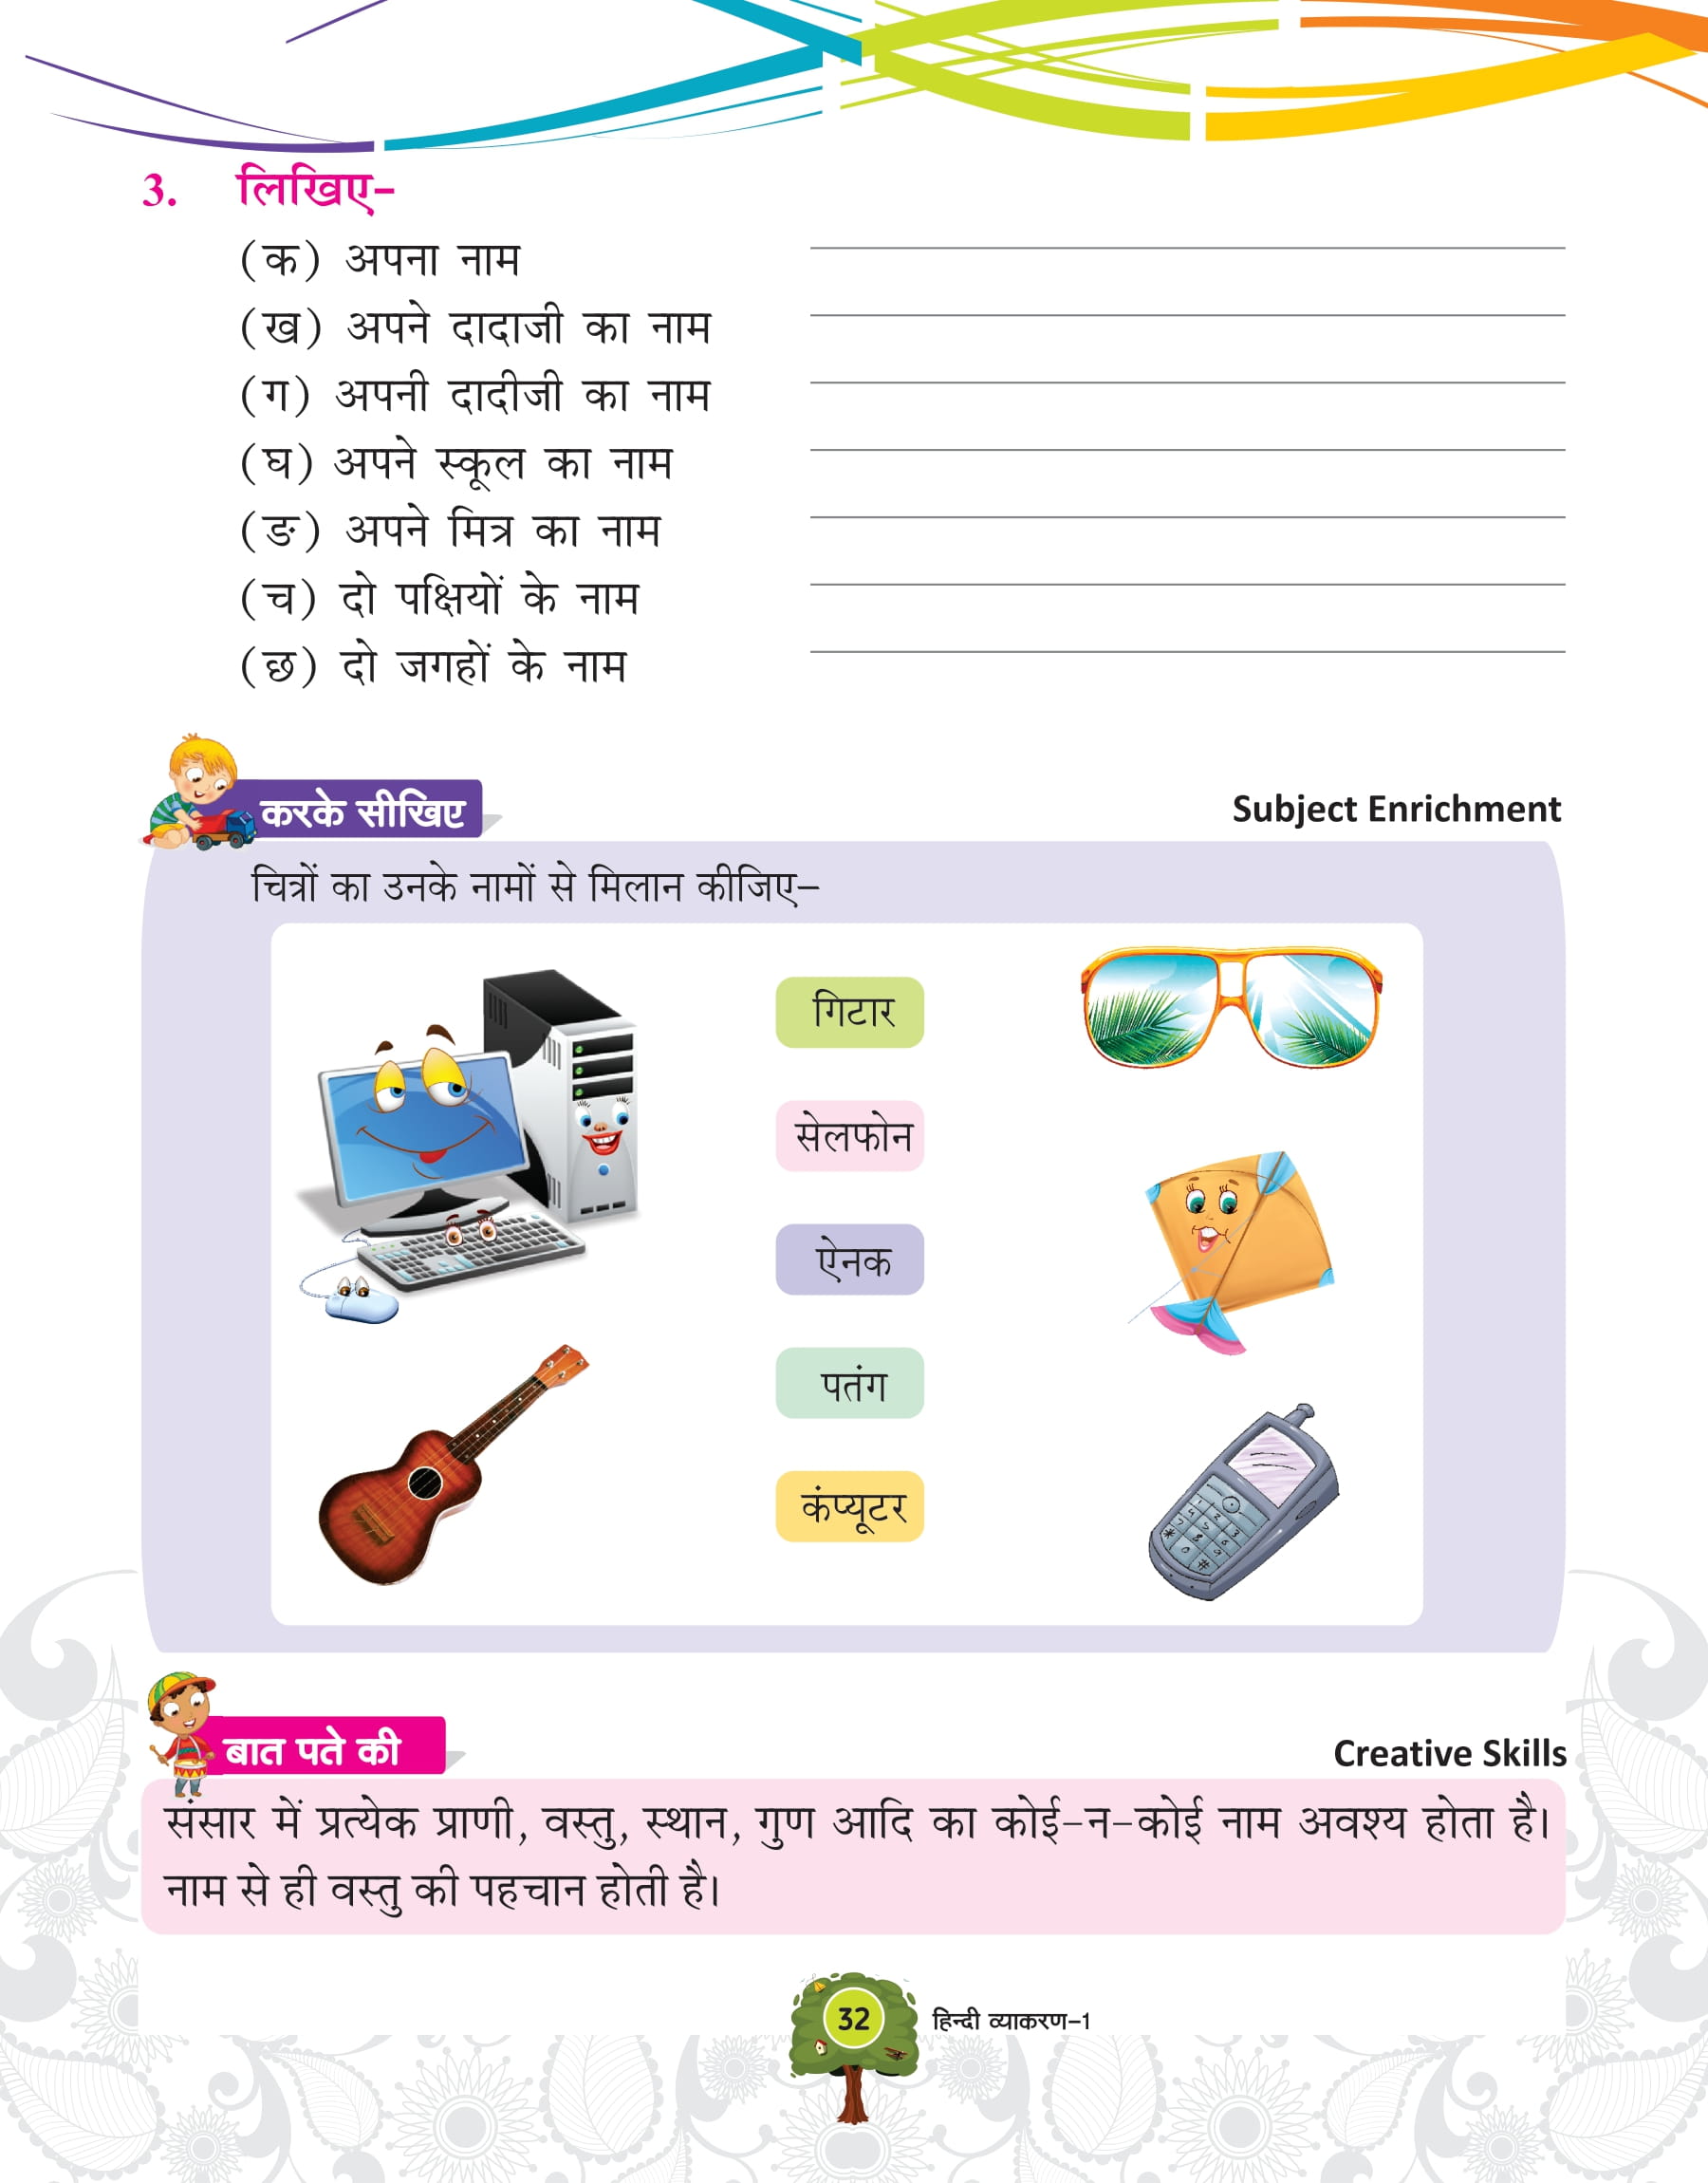 3. लिखिए-
(क) अपना नाम
(ख) अपने दादाजी का नाम
(ग) अपनी दादीजी का नाम
(घ) अपने स्कूल का नाम
(ङ) अपने मित्र का नाम
(च) दो पक्षियों के नाम
(छ) दो जगहों के नाम
करके सीखिए
Subject Enrichment
चित्रों का उनके नामों से मिलान कीजिए-
गिटार
सेलफोन
ऐनक
पतंग
कंप्यूटर
बात पते की
Creative Skills
संसार में प्रत्येक प्राणी, वस्तु, स्थान, गुण आदि का कोई-न-कोई नाम अवश्य होता है।
नाम से ही वस्तु की पहचान होती है।
32 हिन्दी व्याकरण-1